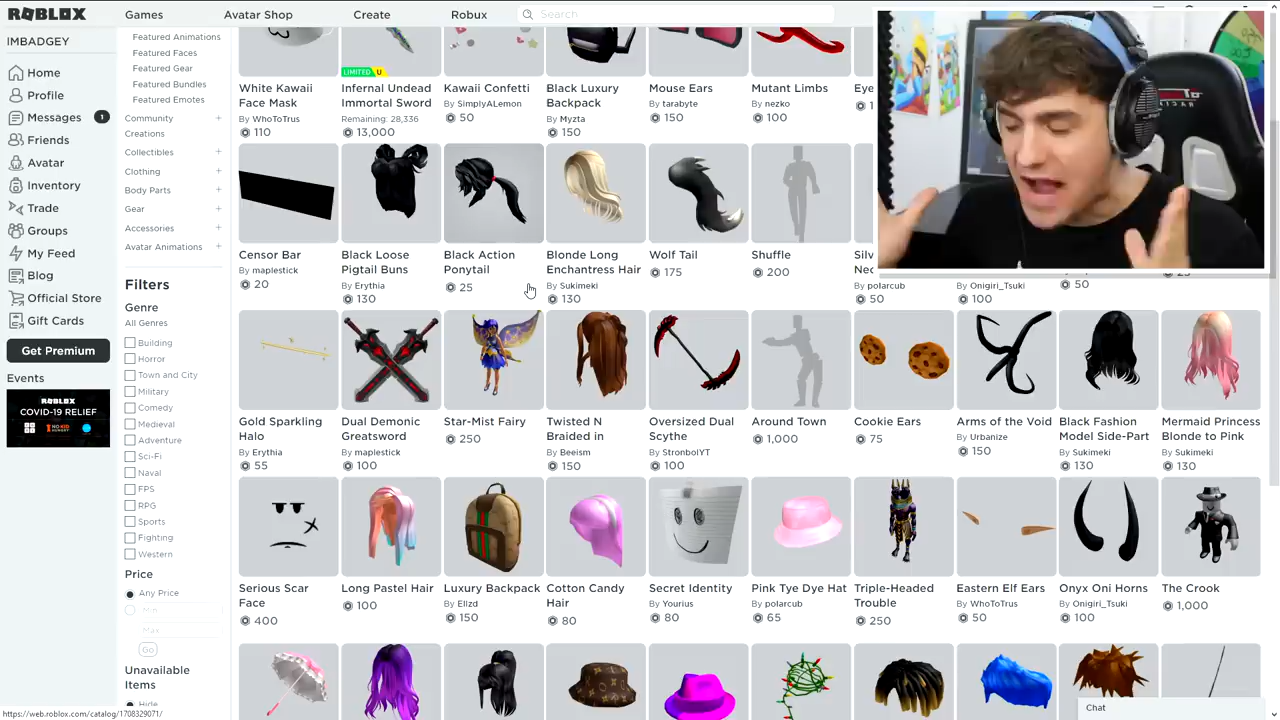 ROBLOX
Games
Avatar Shop
Create
Robux
Search
IMBADGEY
Home
Profile
Messages
1
Friends
Avatar
Inventory
Trade
Groups
My Feed
Blog
Official Store
Gift Cards
Get Premium
Events
ROBLOX
COVID-19 RELIEF
Featured Animations
Featured Faces
Featured Gear
Featured Bundles
Featured Emotes
Community +
Creations
Collectibles +
Clothing +
Body Parts +
Gear +
Accessories +
Avatar Animations +
Filters
Genre
All Genres
Building
Horror
Town and City
Military
Comedy
Medieval
Adventure
Sci-Fi
Naval
FPS
RPG
Sports
Fighting
Western
Price
Any Price
Min
Max
Go
Unavailable
Items
Hide
White Kawaii
Face Mask
By WhoToTrus
110
LIMITED U
Infernal Undead
Immortal Sword
Remaining: 28,336
13,000
Kawaii Confetti
By SimplyALemon
50
Black Luxury
Backpack
By Myzta
150
Mouse Ears
By tarabyte
150
Mutant Limbs
By nezko
100
Censor Bar
By maplestick
20
Black Loose
Pigtail Buns
By Erythia
130
Black Action
Ponytail
25
Blonde Long
Enchantress Hair
By Sukimeki
130
Wolf Tail
175
Shuffle
200
By polarcub
50
By Onigiri_Tsuki
100
50
Gold Sparkling
Halo
By Erythia
55
Dual Demonic
Greatsword
By maplestick
100
Star-Mist Fairy
250
Twisted N
Braided in
By Beeism
150
Oversized Dual
Scythe
By StronbolYT
100
Around Town
1,000
Cookie Ears
75
Arms of the Void
By Urbanize
150
Black Fashion
Model Side-Part
By Sukimeki
130
Mermaid Princess
Blonde to Pink
By Sukimeki
130
Serious Scar
Face
400
Long Pastel Hair
100
Luxury Backpack
By Ellzd
150
Cotton Candy
Hair
80
Secret Identity
By Yourius
80
Pink Tye Dye Hat
By polarcub
65
Triple-Headed
Trouble
250
Eastern Elf Ears
By WhoToTrus
50
Onyx Oni Horns
By Onigiri_Tsuki
100
The Crook
1,000
Chat
https://web.roblox.com/catalog/1708329071/